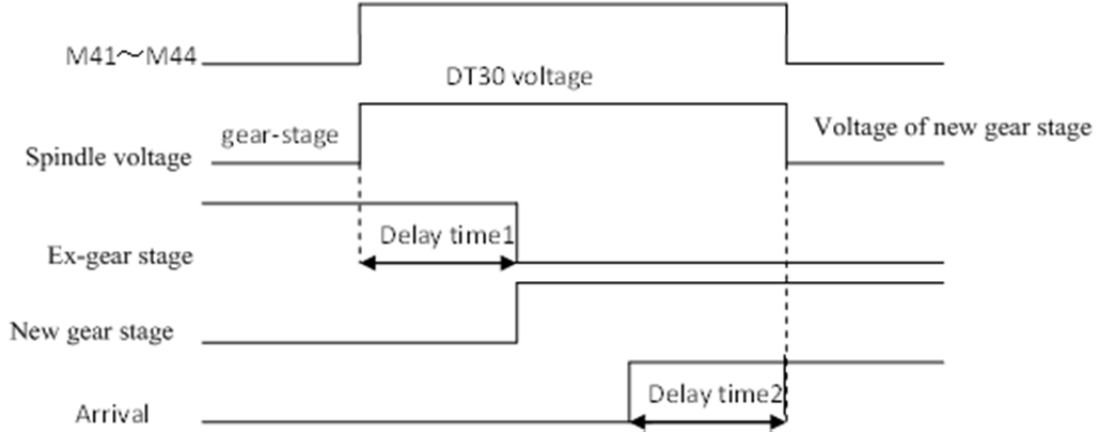 M41～M44
DT30 voltage
gear-stage
Voltage of new gear stage
Spindle voltage
Delay time1
Ex-gear stage
New gear stage
Delay time2
Arrival